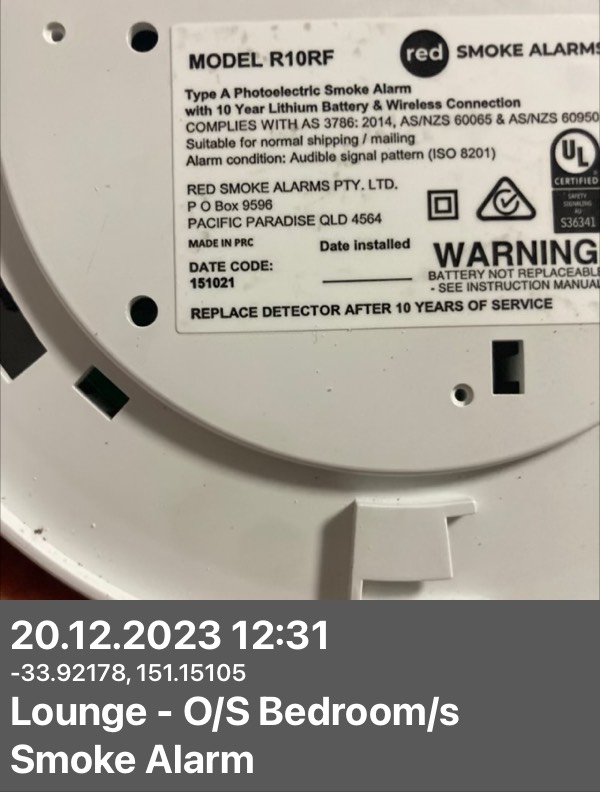 MODEL R10RF
red SMOKE ALARMS
Type A Photoelectric Smoke Alarm
with 10 Year Lithium Battery & Wireless Connection
COMPLIES WITH AS 3786: 2014, AS/NZS 60065 & AS/NZS 60950
Suitable for normal shipping / mailing
Alarm condition: Audible signal pattern (ISO 8201)
UL
CERTIFIED
SAFETY
SIGNALING
AU
S36341
RED SMOKE ALARMS PTY. LTD.
P O Box 9596
PACIFIC PARADISE QLD 4564
MADE IN PRC
Date installed
DATE CODE:
151021
WARNING
BATTERY NOT REPLACEABLE
- SEE INSTRUCTION MANUAL
REPLACE DETECTOR AFTER 10 YEARS OF SERVICE
20.12.2023 12:31
-33.92178, 151.15105
Lounge - O/S Bedroom/s
Smoke Alarm